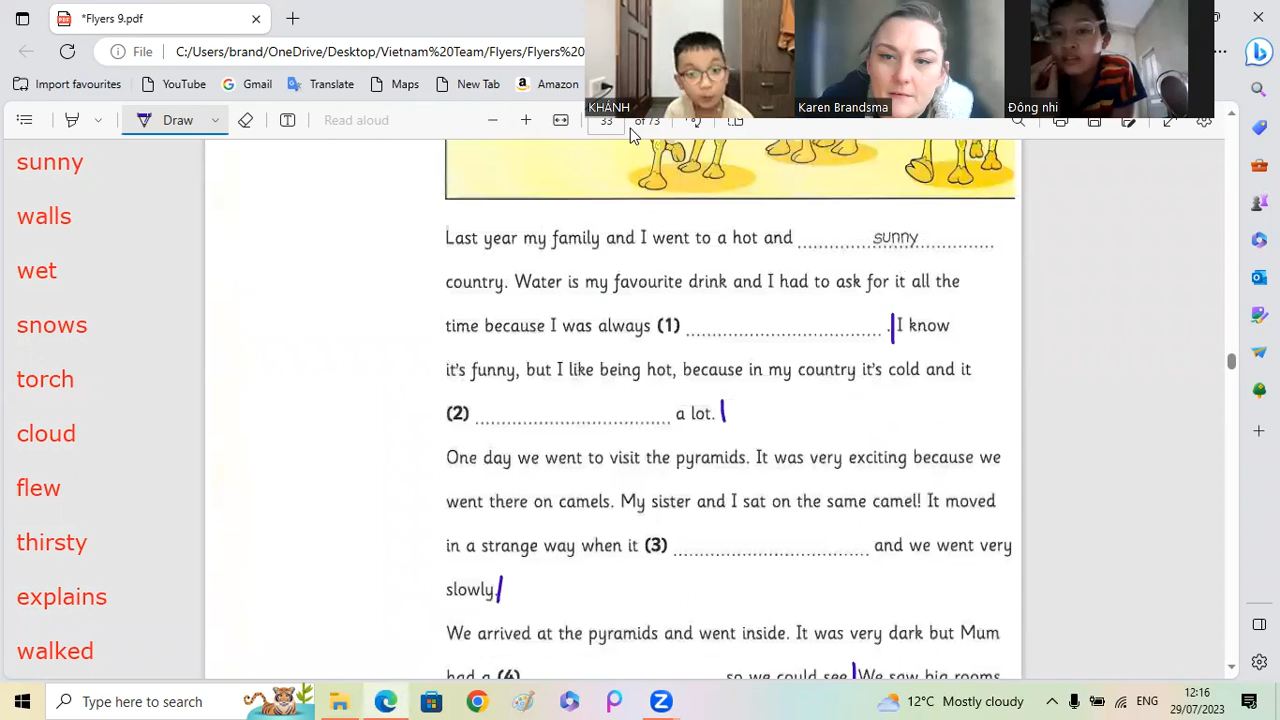 *Flyers 9.pdf
File
C:/Users/brand/OneDrive/Desktop/Vietnam%20Team/Flyers/Flyers%20
Import favourites
YouTube
Gmail
Translate
Maps
News
Amazon
KHÁNH
Karen Brandsma
Đông nhi
Draw
Read aloud
33
of 73
sunny
walls
wet
snows
torch
cloud
flew
thirsty
explains
walked
Last year my family and I went to a hot and ........ sunny ........
country. Water is my favourite drink and I had to ask for it all the
time because I was always (1) ........................ . I know
it's funny, but I like being hot, because in my country it's cold and it
(2) ........................ a lot.
One day we went to visit the pyramids. It was very exciting because we
went there on camels. My sister and I sat on the same camel! It moved
in a strange way when it (3) ........................ and we went very
slowly.
We arrived at the pyramids and went inside. It was very dark but Mum
had a (4) ........................ so we could see. We saw big rooms
Type here to search
12°C Mostly cloudy
ENG
12:16
29/07/2023